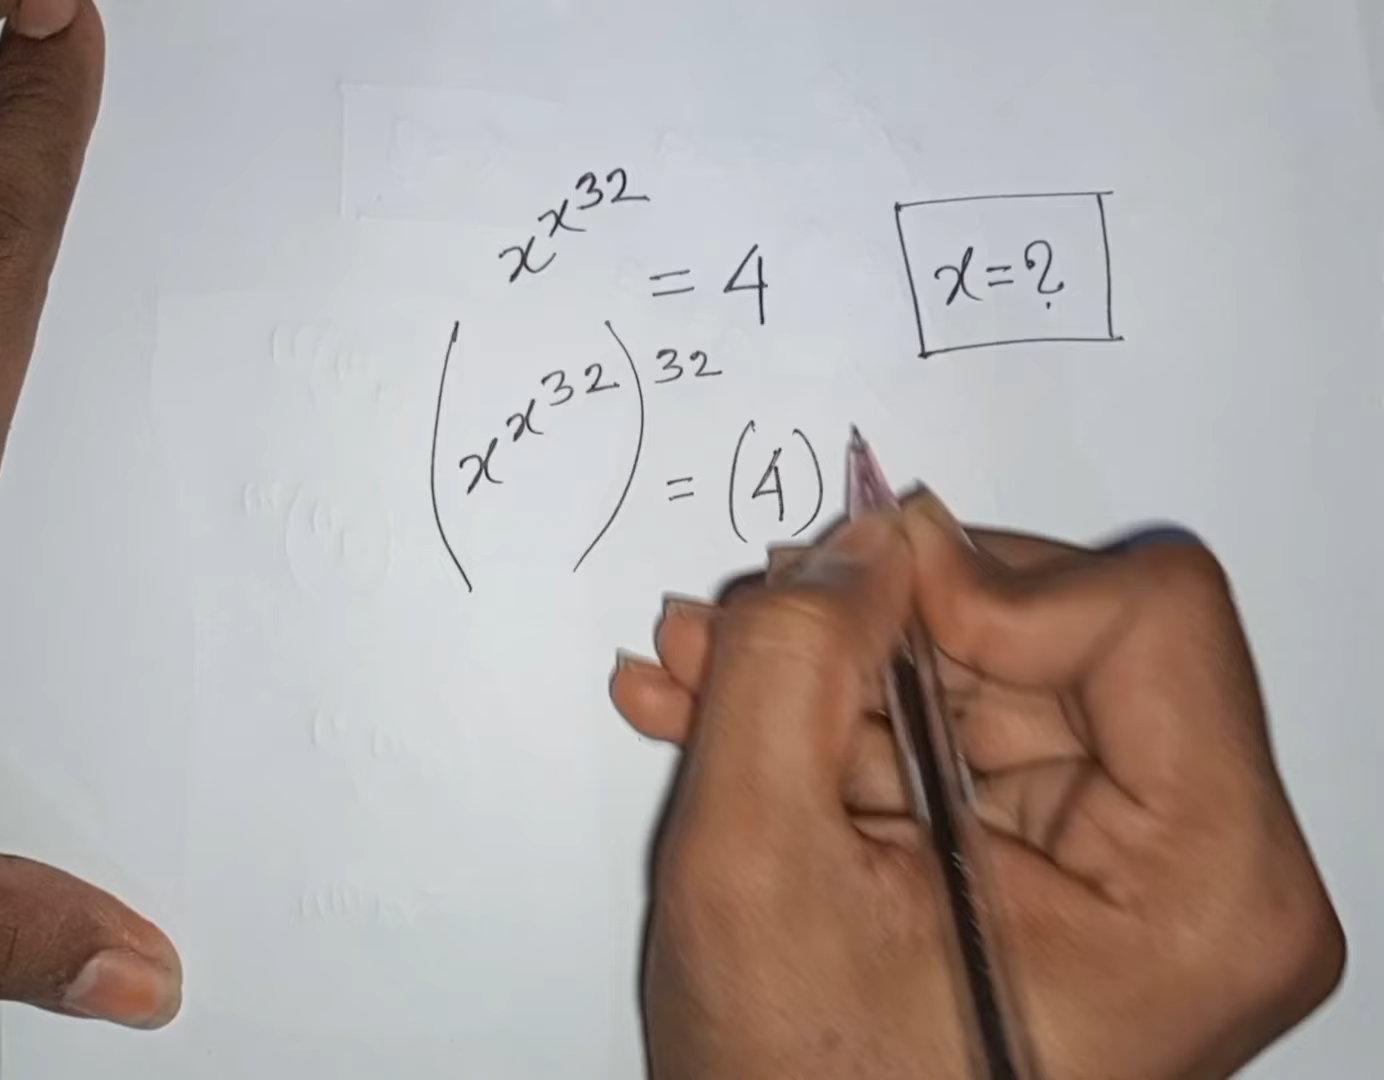 x^{x^{32}} = 4
x = ?
(x^{x^{32}})^{32} = (4)